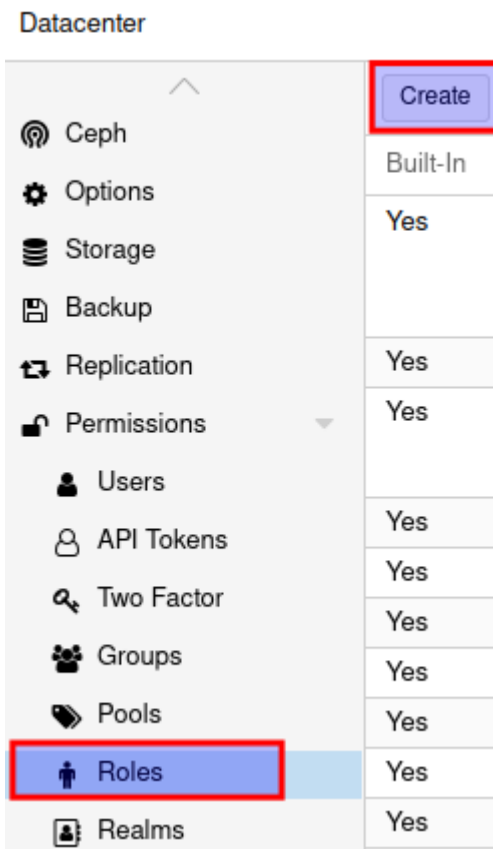 Datacenter
Ceph
Options
Storage
Backup
Replication
Permissions
Users
API Tokens
Two Factor
Groups
Pools
Roles
Realms
Create
Built-In
Yes
Yes
Yes
Yes
Yes
Yes
Yes
Yes
Yes
Yes